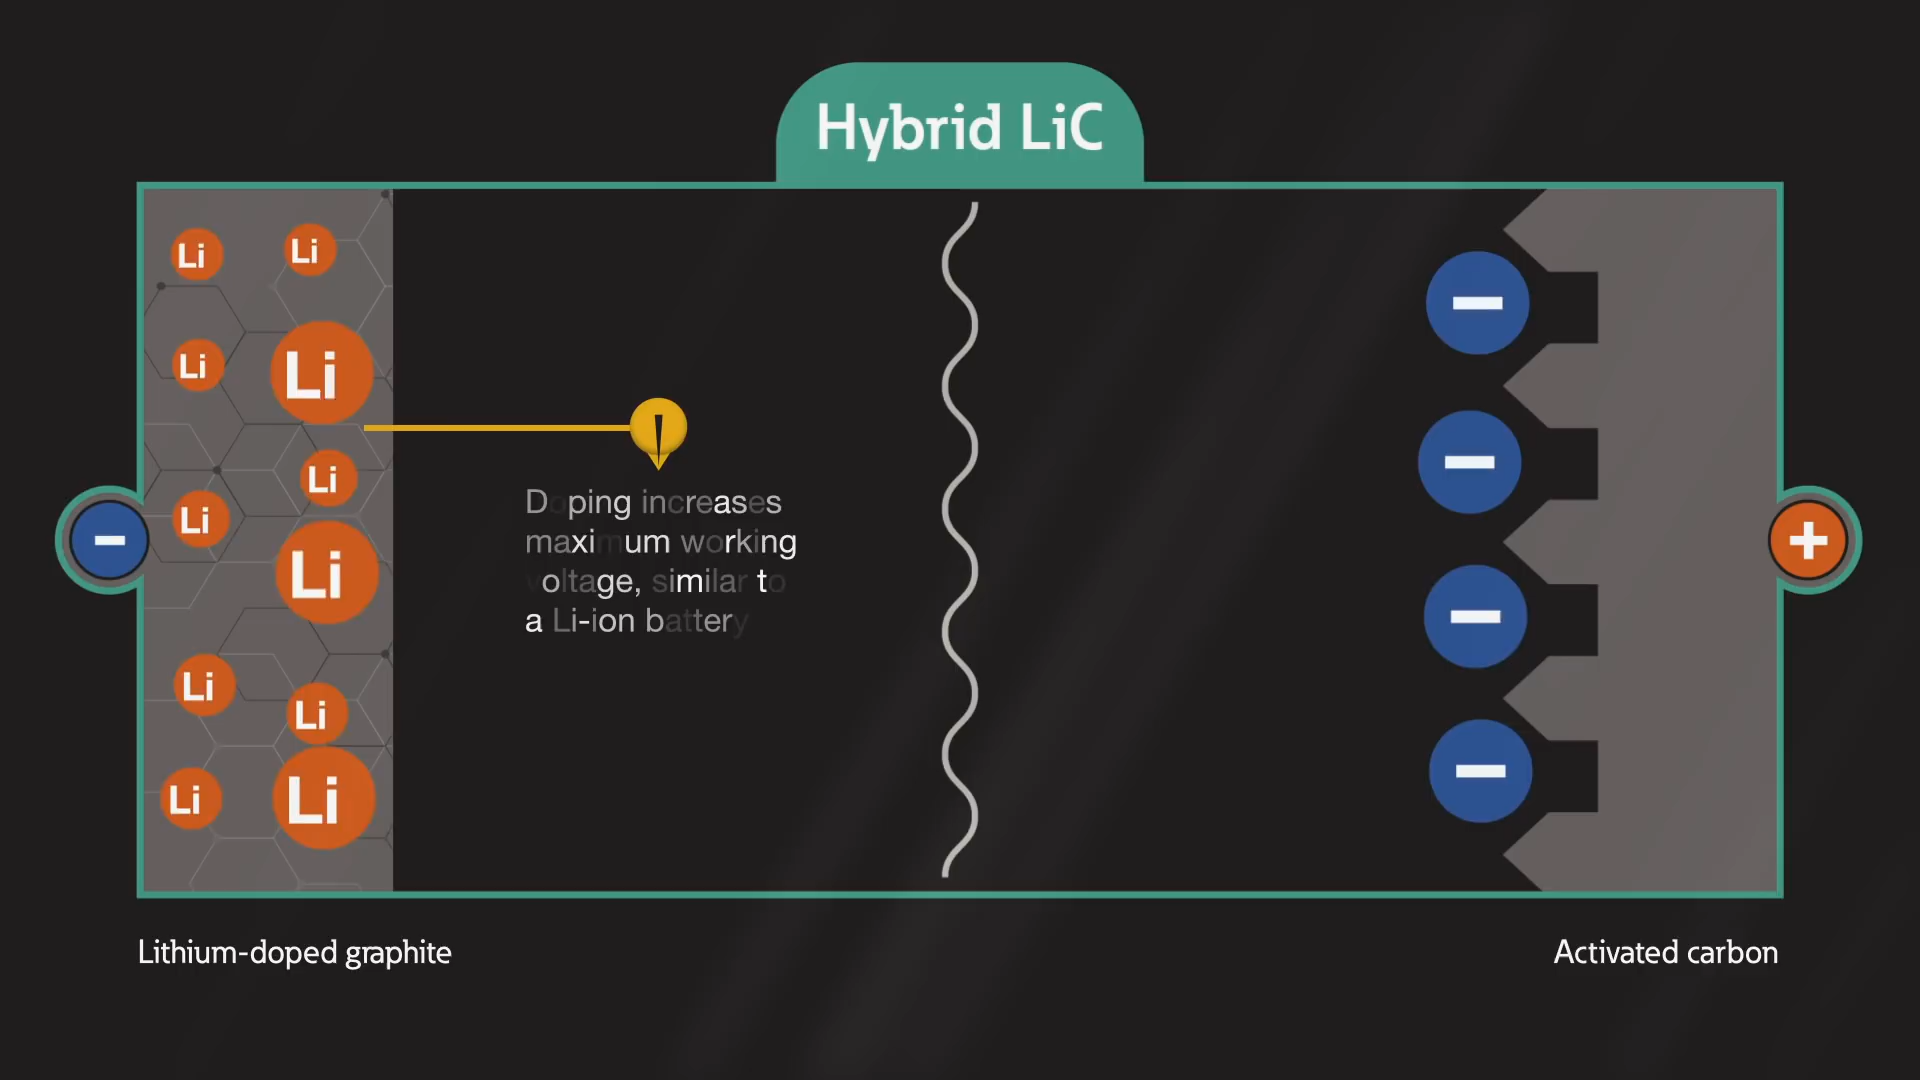 Hybrid LiC
Li
Li
Li
Li
Li
Li
Li
Li
Li
Li
Li
Doping increases
maximum working
voltage, similar to
a Li-ion battery
Lithium-doped graphite
Activated carbon